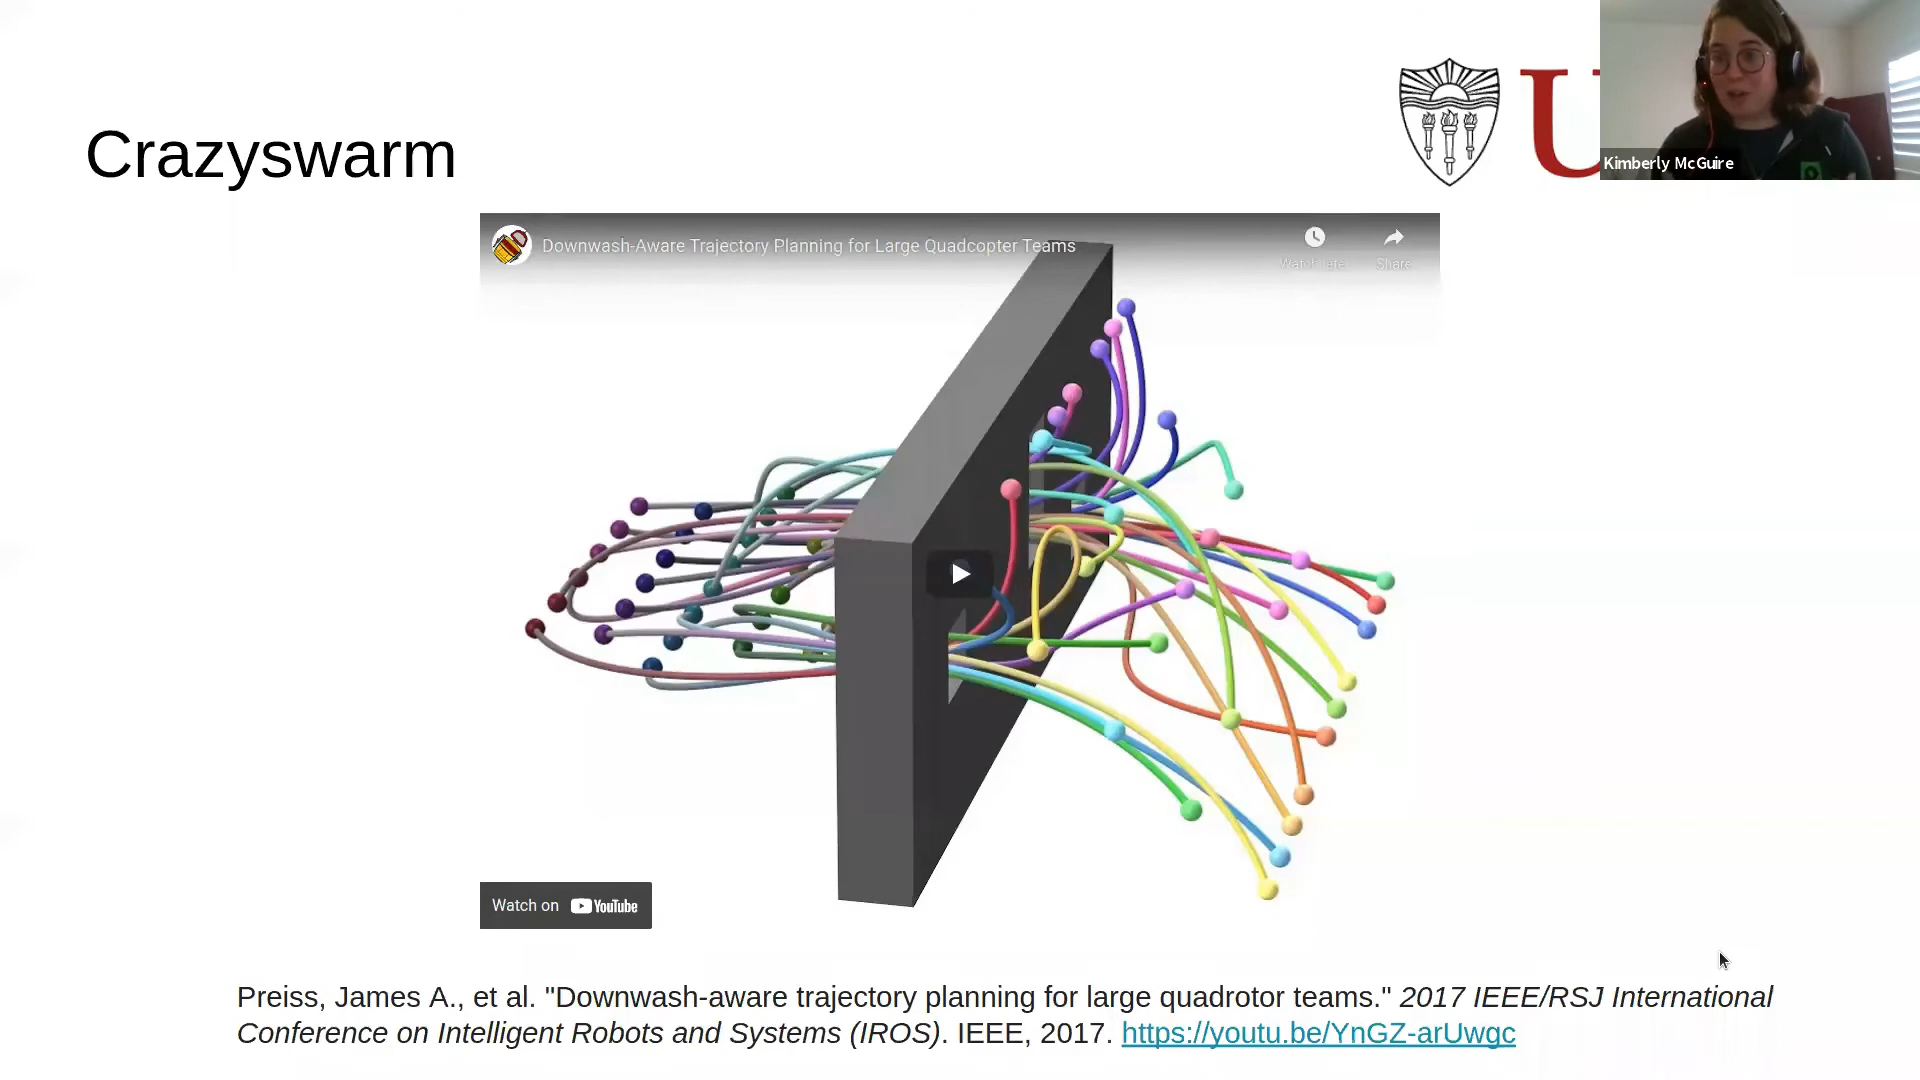 Crazyswarm
U
Kimberly McGuire
Downwash-Aware Trajectory Planning for Large Quadcopter Teams
Share
Watch on YouTube
Preiss, James A., et al. "Downwash-aware trajectory planning for large quadrotor teams." 2017 IEEE/RSJ International
Conference on Intelligent Robots and Systems (IROS). IEEE, 2017. https://youtu.be/YnGZ-arUwgc